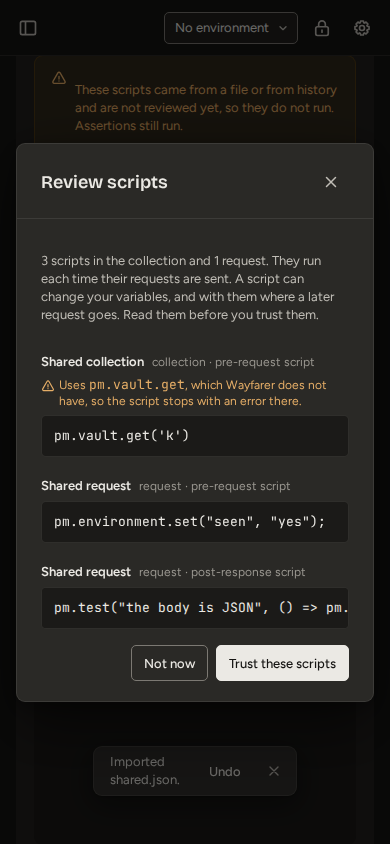 No environment
These scripts came from a file or from history
and are not reviewed yet, so they do not run.
Assertions still run.
Review scripts
3 scripts in the collection and 1 request. They run
each time their requests are sent. A script can
change your variables, and with them where a later
request goes. Read them before you trust them.
Shared collection collection · pre-request script
Uses pm.vault.get, which Wayfarer does not
have, so the script stops with an error there.
pm.vault.get('k')
Shared request request · pre-request script
pm.environment.set("seen", "yes");
Shared request request · post-response script
pm.test("the body is JSON", () => pm.
Not now Trust these scripts
Imported
shared.json.
Undo